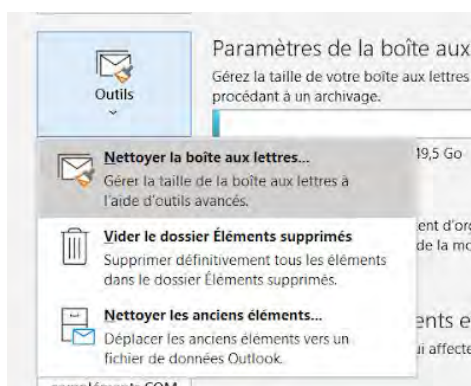 Paramètres de la boîte aux
Gérez la taille de votre boîte aux lettres
procédant à un archivage.
Outils
19,5 Go
Nettoyer la boîte aux lettres...
Gérer la taille de la boîte aux lettres à
l'aide d'outils avancés.
Vider le dossier Éléments supprimés
Supprimer définitivement tous les éléments
dans le dossier Éléments supprimés.
ent d'or
de la mo
Nettoyer les anciens éléments...
Déplacer les anciens éléments vers un
fichier de données Outlook.
ents e
ui affecte